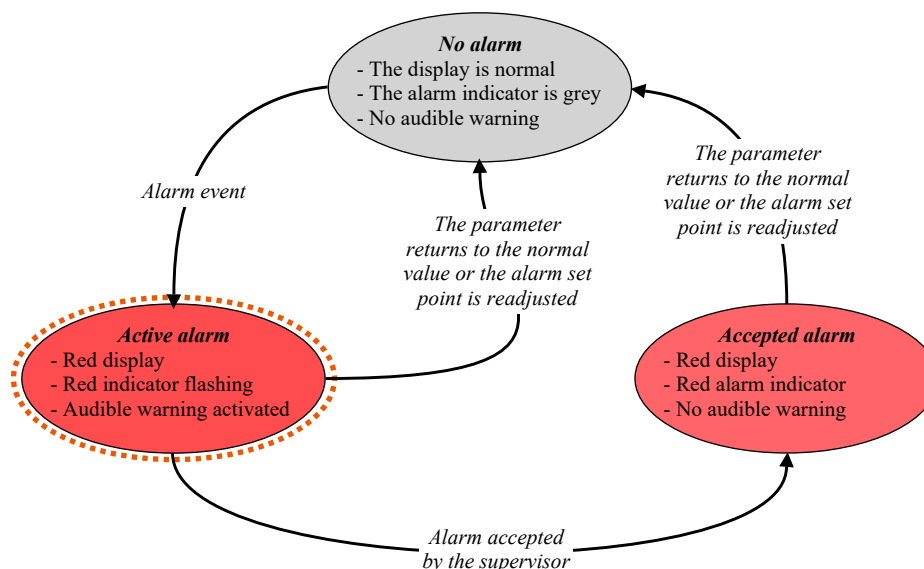 No alarm
- The display is normal
- The alarm indicator is grey
- No audible warning
Alarm event
The parameter
returns to the normal
value or the alarm set
point is readjusted
The parameter
returns to the normal
value or the alarm set
point is readjusted
Active alarm
- Red display
- Red indicator flashing
- Audible warning activated
Accepted alarm
- Red display
- Red alarm indicator
- No audible warning
Alarm accepted
by the supervisor